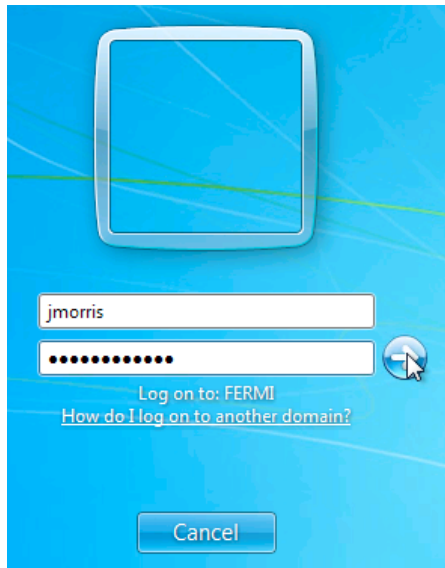 jmorris
••••••••••••
Log on to: FERMI
How do I log on to another domain?
Cancel